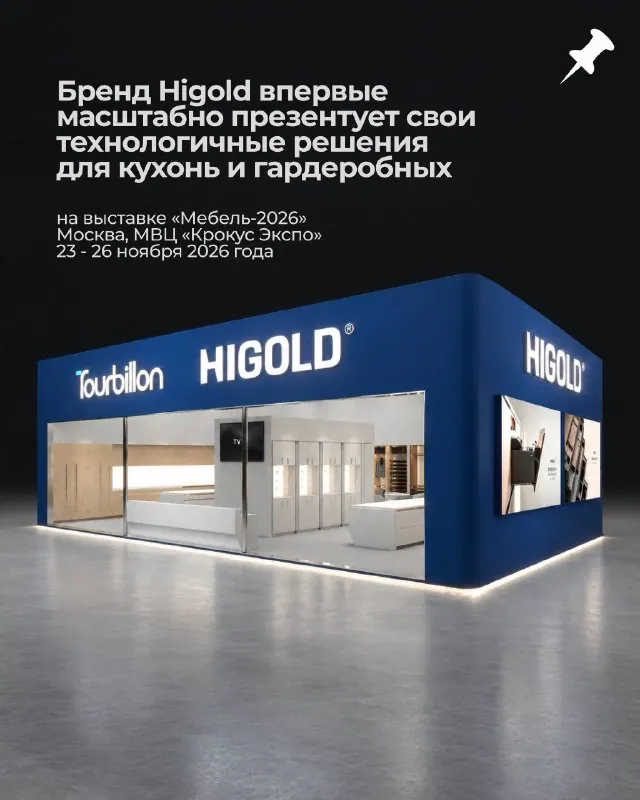 Бренд Higold впервые
масштабно презентует свои
технологичные решения
для кухонь и гардеробных
на выставке «Мебель-2026»
Москва, МВЦ «Крокус Экспо»
23 - 26 ноября 2026 года
Tourbillon
HIGOLD®
HIGOLD®
TV